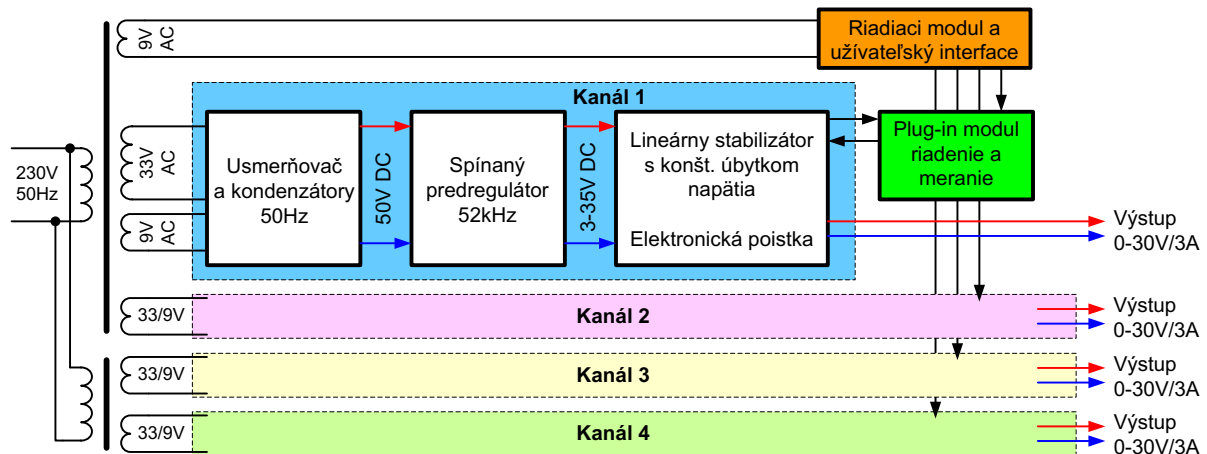 9V
AC
Riadiaci modul a
užívateľský interface
Kanál 1
230V
50Hz
33V
AC
9V
AC
Usmerňovač
a kondenzátory
50Hz
50V DC
Spínaný
predregulátor
52kHz
3-35V DC
Lineárny stabilizátor
s konšt. úbytkom
napätia
Elektronická poistka
Plug-in modul
riadenie a
meranie
Výstup
0-30V/3A
33/9V
Kanál 2
Výstup
0-30V/3A
33/9V
Kanál 3
Výstup
0-30V/3A
33/9V
Kanál 4
Výstup
0-30V/3A